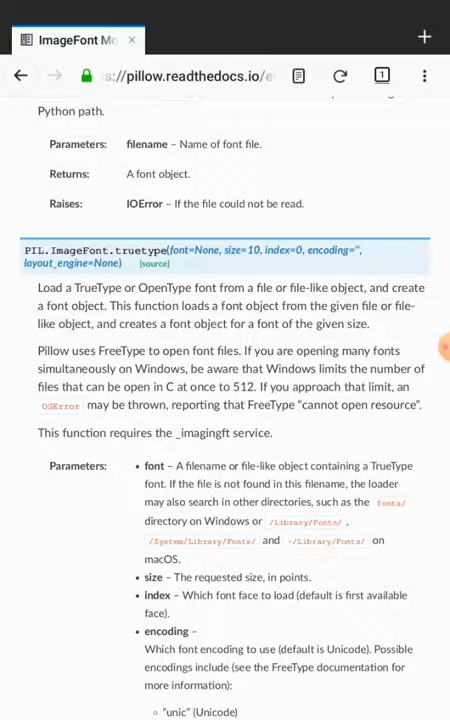 ImageFont Mo
1
s://pillow.readthedocs.io/e
Python path.
Parameters: filename – Name of font file.
Returns: A font object.
Raises: IOError – If the file could not be read.
PIL.ImageFont.truetype(font=None, size=10, index=0, encoding='',
layout_engine=None) [source]
Load a TrueType or OpenType font from a file or file-like object, and create
a font object. This function loads a font object from the given file or file-
like object, and creates a font object for a font of the given size.
Pillow uses FreeType to open font files. If you are opening many fonts
simultaneously on Windows, be aware that Windows limits the number of
files that can be open in C at once to 512. If you approach that limit, an
OSError may be thrown, reporting that FreeType “cannot open resource”.
This function requires the _imagingft service.
Parameters: • font – A filename or file-like object containing a TrueType
font. If the file is not found in this filename, the loader
may also search in other directories, such as the fonts/
directory on Windows or /Library/Fonts/ ,
/System/Library/Fonts/ and ~/Library/Fonts/ on
macOS.
• size – The requested size, in points.
• index – Which font face to load (default is first available
face).
• encoding –
Which font encoding to use (default is Unicode). Possible
encodings include (see the FreeType documentation for
more information):
◦ “unic” (Unicode)